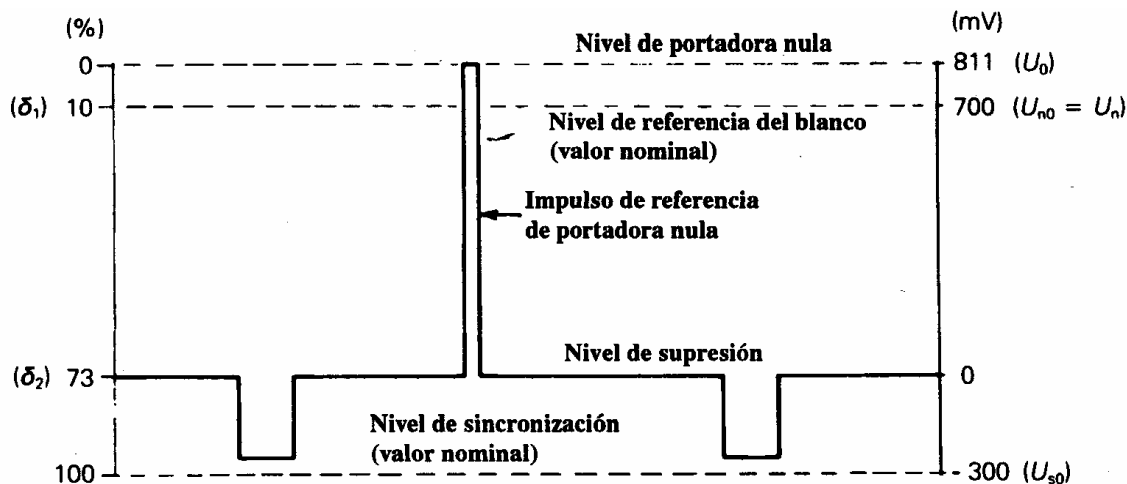 (%)
(mV)
Nivel de portadora nula
0
811 (U₀)
(δ₁) 10
700 (Uₙ₀ = Uₙ)
Nivel de referencia del blanco
(valor nominal)
Impulso de referencia
de portadora nula
Nivel de supresión
(δ₂) 73
0
Nivel de sincronización
(valor nominal)
100
- 300 (Uₛ₀)